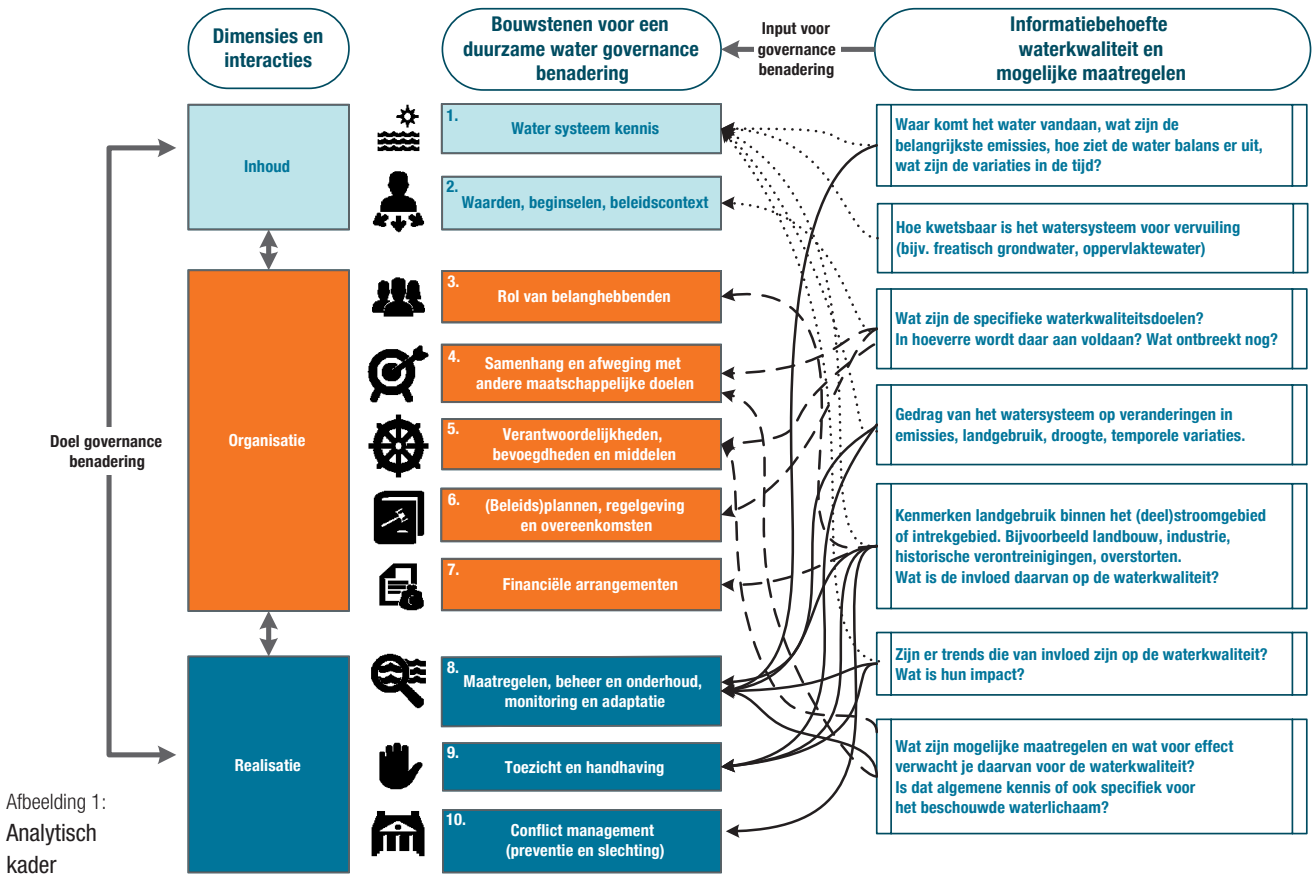 Dimensies en
interacties
Bouwstenen voor een
duurzame water governance
benadering
Input voor
governance
benadering
Informatiebehoefte
waterkwaliteit en
mogelijke maatregelen
Doel governance
benadering
Inhoud
Organisatie
Realisatie
1.
Water systeem kennis
2.
Waarden, beginselen, beleidscontext
3.
Rol van belanghebbenden
4.
Samenhang en afweging met
andere maatschappelijke doelen
5.
Verantwoordelijkheden,
bevoegdheden en middelen
6.
(Beleids)plannen, regelgeving
en overeenkomsten
7.
Financiële arrangementen
8.
Maatregelen, beheer en onderhoud,
monitoring en adaptatie
9.
Toezicht en handhaving
10.
Conflict management
(preventie en slechting)
Waar komt het water vandaan, wat zijn de
belangrijkste emissies, hoe ziet de water balans er uit,
wat zijn de variaties in de tijd?
Hoe kwetsbaar is het watersysteem voor vervuiling
(bijv. freatisch grondwater, oppervlaktewater)
Wat zijn de specifieke waterkwaliteitsdoelen?
In hoeverre wordt daar aan voldaan? Wat ontbreekt nog?
Gedrag van het watersysteem op veranderingen in
emissies, landgebruik, droogte, temporele variaties.
Kenmerken landgebruik binnen het (deel)stroomgebied
of intrekgebied. Bijvoorbeeld landbouw, industrie,
historische verontreinigingen, overstorten.
Wat is de invloed daarvan op de waterkwaliteit?
Zijn er trends die van invloed zijn op de waterkwaliteit?
Wat is hun impact?
Wat zijn mogelijke maatregelen en wat voor effect
verwacht je daarvan voor de waterkwaliteit?
Is dat algemene kennis of ook specifiek voor
het beschouwde waterlichaam?
Afbeelding 1:
Analytisch
kader